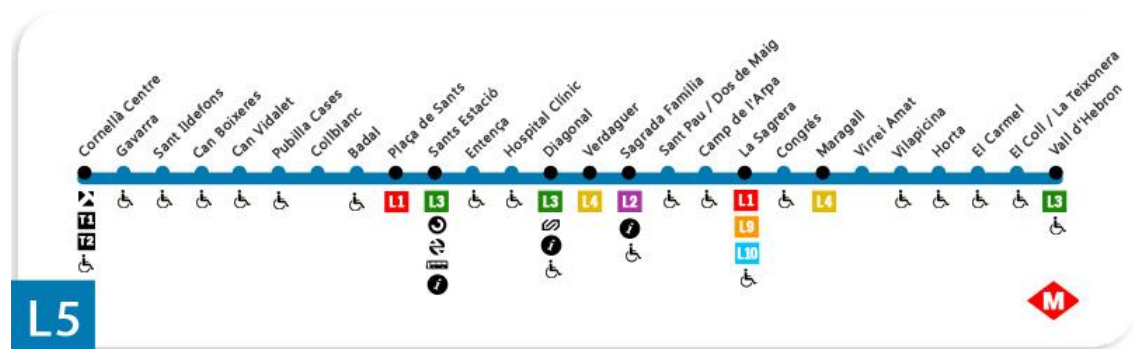 Cornellà Centre
Gavarra
Sant Ildefons
Can Boixeres
Can Vidalet
Pubilla Cases
Collblanc
Badal
Plaça de Sants
Sants Estació
Entença
Hospital Clínic
Diagonal
Verdaguer
Sagrada Família
Sant Pau / Dos de Maig
Camp de l'Arpa
La Sagrera
Congrés
Maragall
Virrei Amat
Vilapicina
Horta
El Carmel
El Coll / La Teixonera
Vall d'Hebron
L1
L3
L3
L4
L2
L1
L4
L3
T1
L9
T2
L10
L5
M